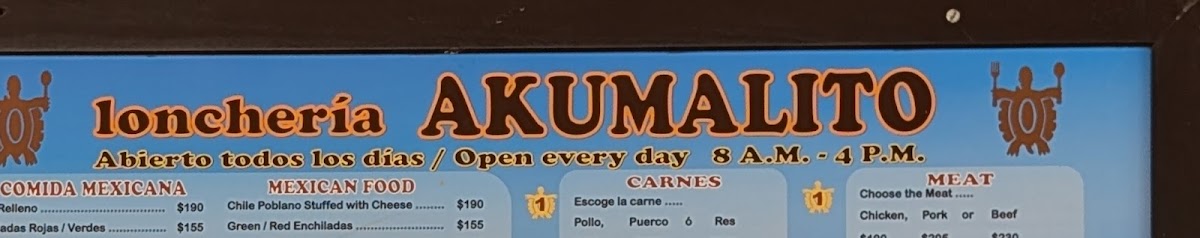 lonchería AKUMALITO
Abierto todos los días / Open every day 8 A.M. - 4 P.M.
COMIDA MEXICANA
Relleno ................................ $190
adas Rojas / Verdes ............... $155
MEXICAN FOOD
Chile Poblano Stuffed with Cheese ........ $190
Green / Red Enchiladas ....................... $155
1
CARNES
Escoge la carne .....
Pollo, Puerco ó Res
1
MEAT
Choose the Meat .....
Chicken, Pork or Beef